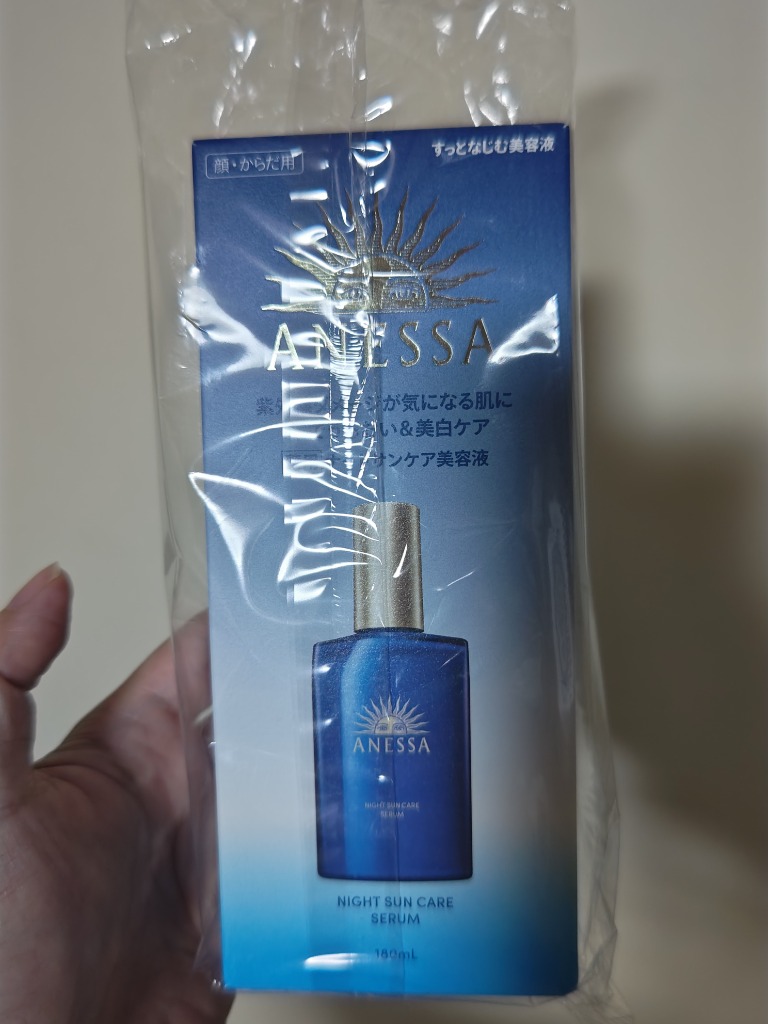 顔・からだ用
すっとなじむ美容液
ANESSA
が気になる肌に
い&美白ケア
サンケア美容液
ANESSA
NIGHT SUN CARE
SERUM
NIGHT SUN CARE
SERUM
180mL